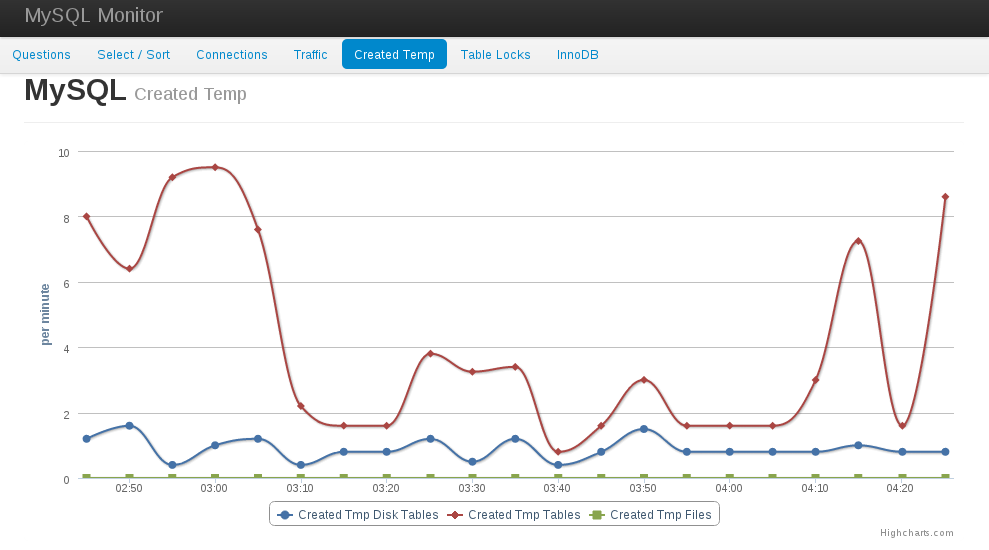 MySQL Monitor
Questions Select / Sort Connections Traffic Created Temp Table Locks InnoDB
MySQL Created Temp
10
8
6
4
2
0
per minute
02:50 03:00 03:10 03:20 03:30 03:40 03:50 04:00 04:10 04:20
Created Tmp Disk Tables Created Tmp Tables Created Tmp Files
Highcharts.com